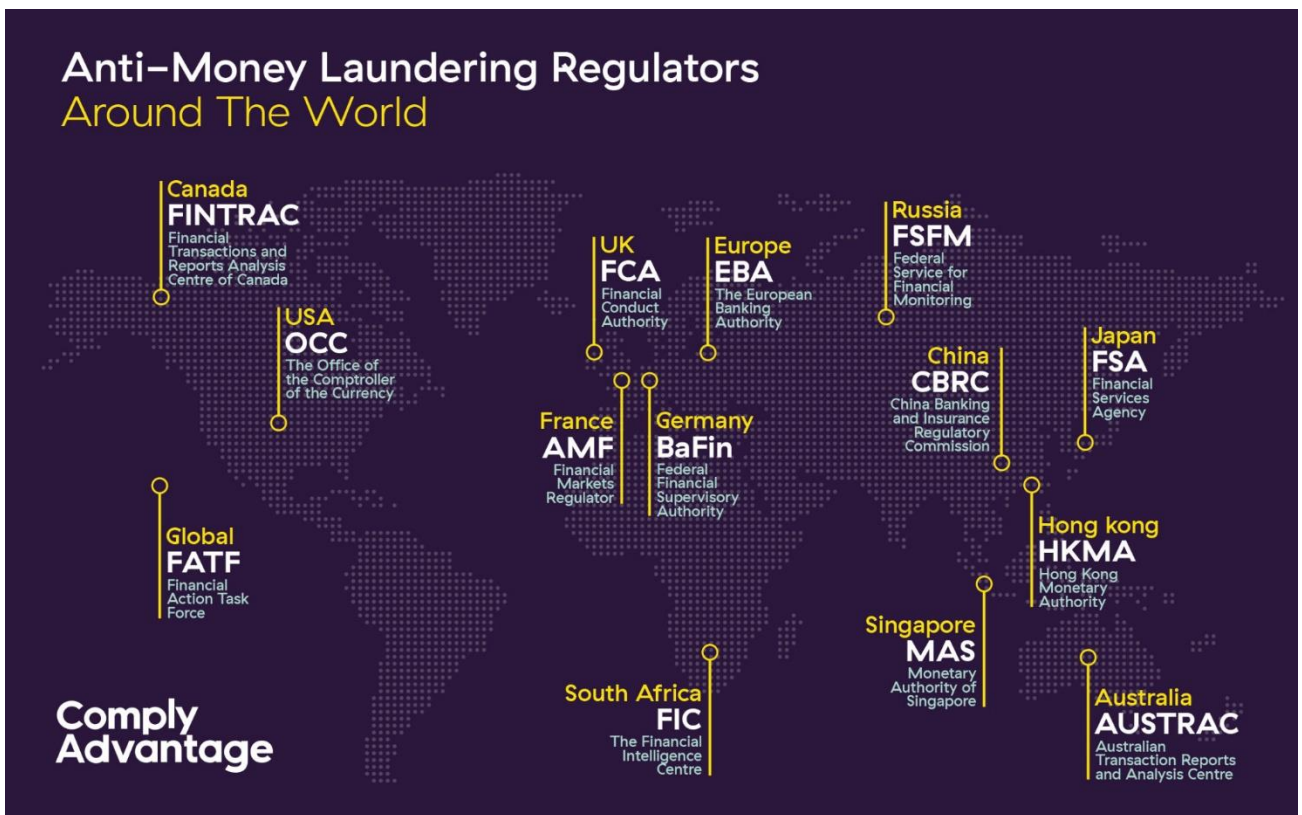 Anti-Money Laundering Regulators
Around The World
Canada
FINTRAC
Financial
Transactions and
Reports Analysis
Centre of Canada
USA
OCC
The Office of
the Comptroller
of the Currency
Global
FATF
Financial
Action Task
Force
UK
FCA
Financial
Conduct
Authority
Europe
EBA
The European
Banking
Authority
France
AMF
Financial
Markets
Regulator
Germany
BaFin
Federal
Financial
Supervisory
Authority
South Africa
FIC
The Financial
Intelligence
Centre
Russia
FSFM
Federal
Service for
Financial
Monitoring
China
CBRC
China Banking
and Insurance
Regulatory
Commission
Japan
FSA
Financial
Services
Agency
Hong kong
HKMA
Hong Kong
Monetary
Authority
Singapore
MAS
Monetary
Authority of
Singapore
Australia
AUSTRAC
Australian
Transaction Reports
and Analysis Centre
Comply
Advantage